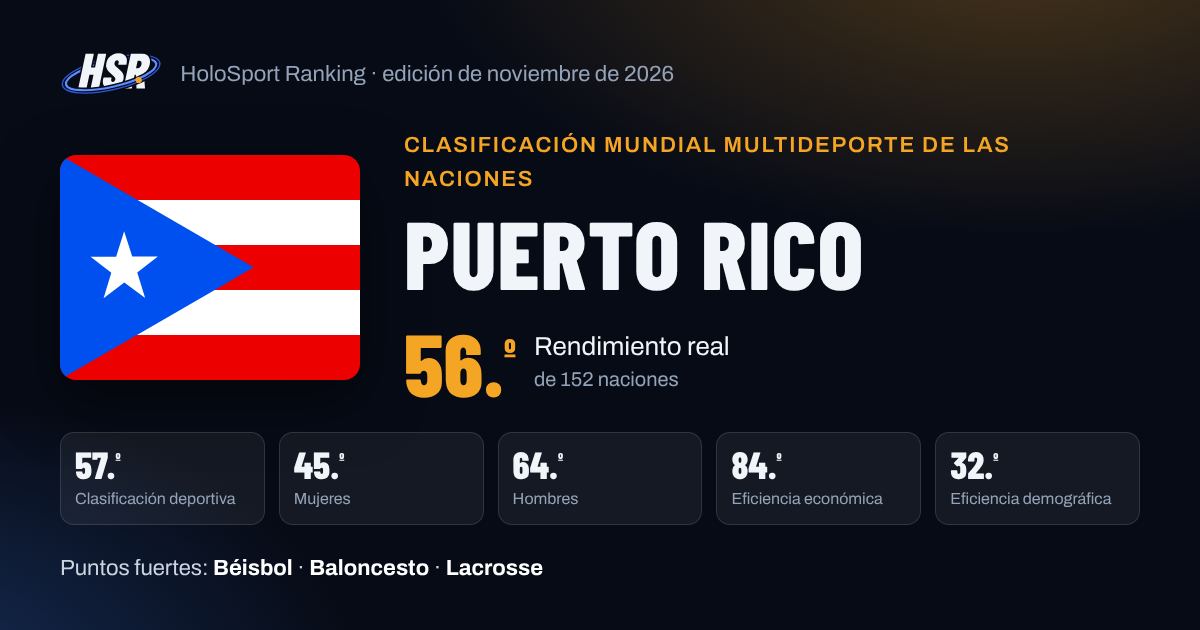 HSR
HoloSport Ranking · edición de noviembre de 2026
CLASIFICACIÓN MUNDIAL MULTIDEPORTE DE LAS
NACIONES
PUERTO RICO
56.º
Rendimiento real
de 152 naciones
57.º
Clasificación deportiva
45.º
Mujeres
64.º
Hombres
84.º
Eficiencia económica
32.º
Eficiencia demográfica
Puntos fuertes: Béisbol · Baloncesto · Lacrosse